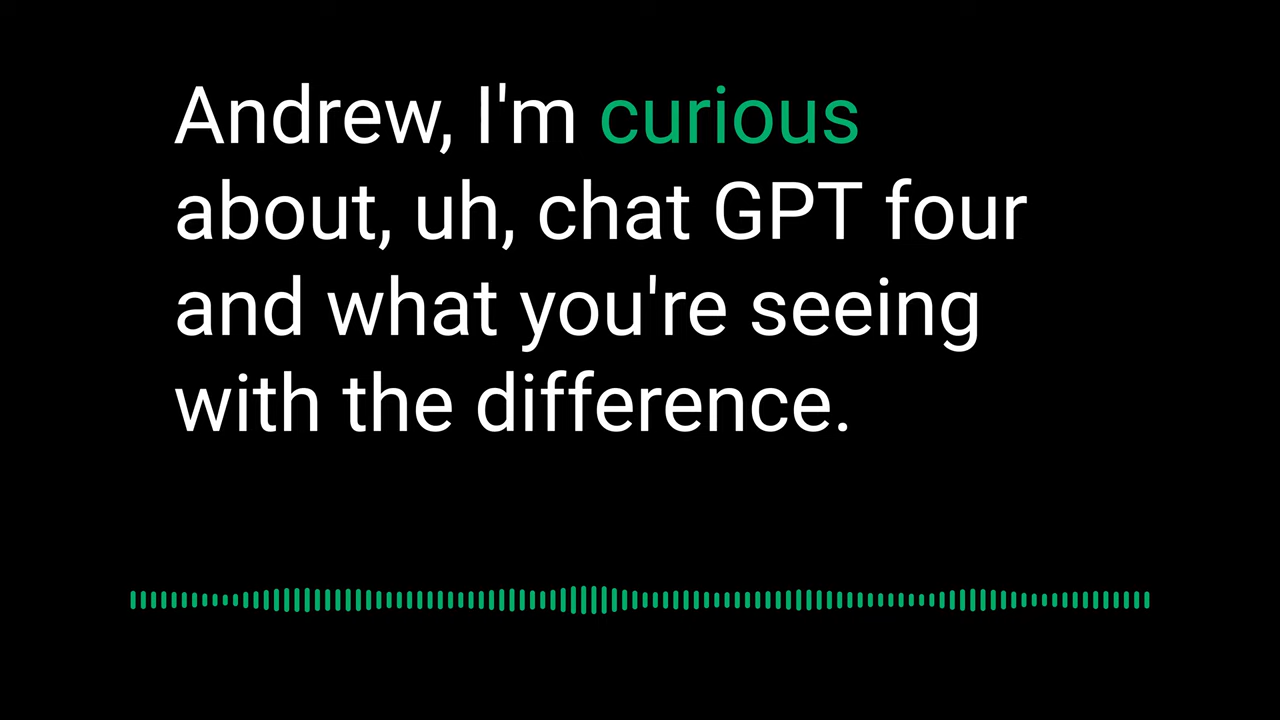 Andrew, I'm curious
about, uh, chat GPT four
and what you're seeing
with the difference.